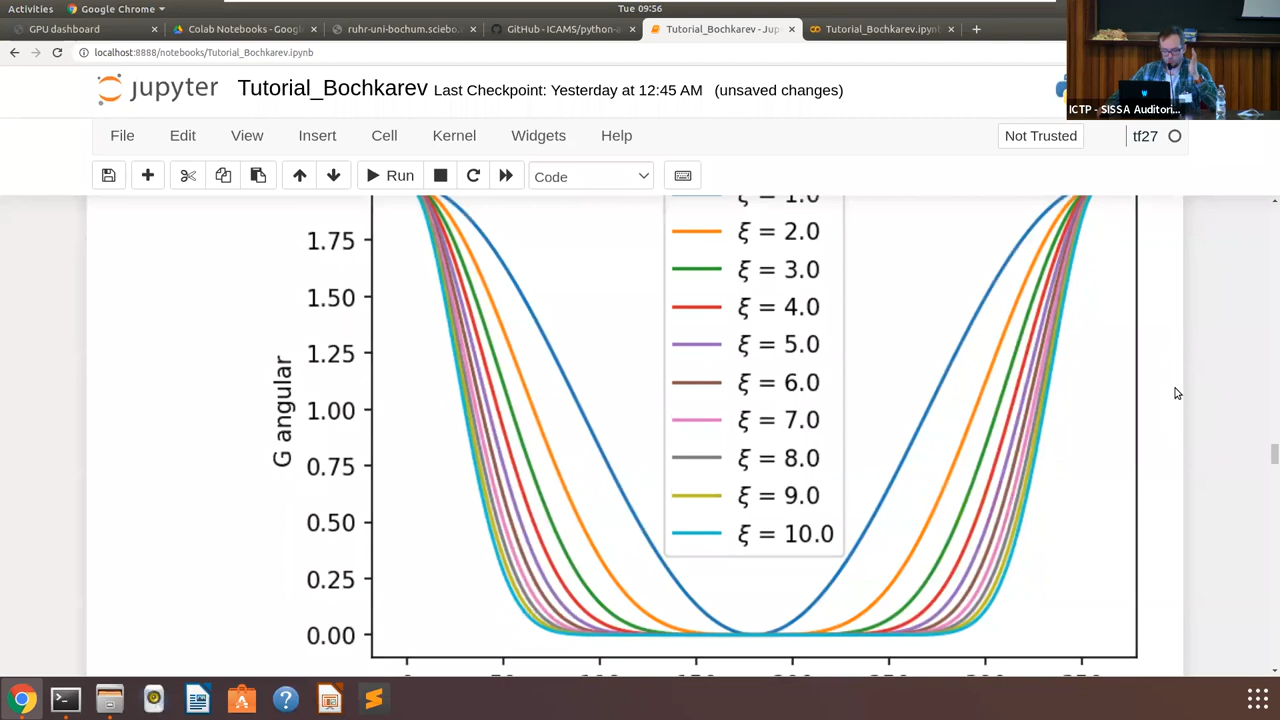 Activities Google Chrome Tue 09:56
GPU dashboard
Colab Notebooks - Googl
ruhr-uni-bochum.sciebo.
GitHub - ICAMS/python-a
Tutorial_Bochkarev - Jup
Tutorial_Bochkarev.ipynb
localhost:8888/notebooks/Tutorial_Bochkarev.ipynb
ICTP - SISSA Auditori...
jupyter Tutorial_Bochkarev Last Checkpoint: Yesterday at 12:45 AM (unsaved changes)
File Edit View Insert Cell Kernel Widgets Help Not Trusted tf27
Run Code
ξ = 1.0
1.75
ξ = 2.0
ξ = 3.0
1.50
ξ = 4.0
1.25
ξ = 5.0
ξ = 6.0
1.00
ξ = 7.0
G angular
0.75
ξ = 8.0
ξ = 9.0
0.50
ξ = 10.0
0.25
0.00